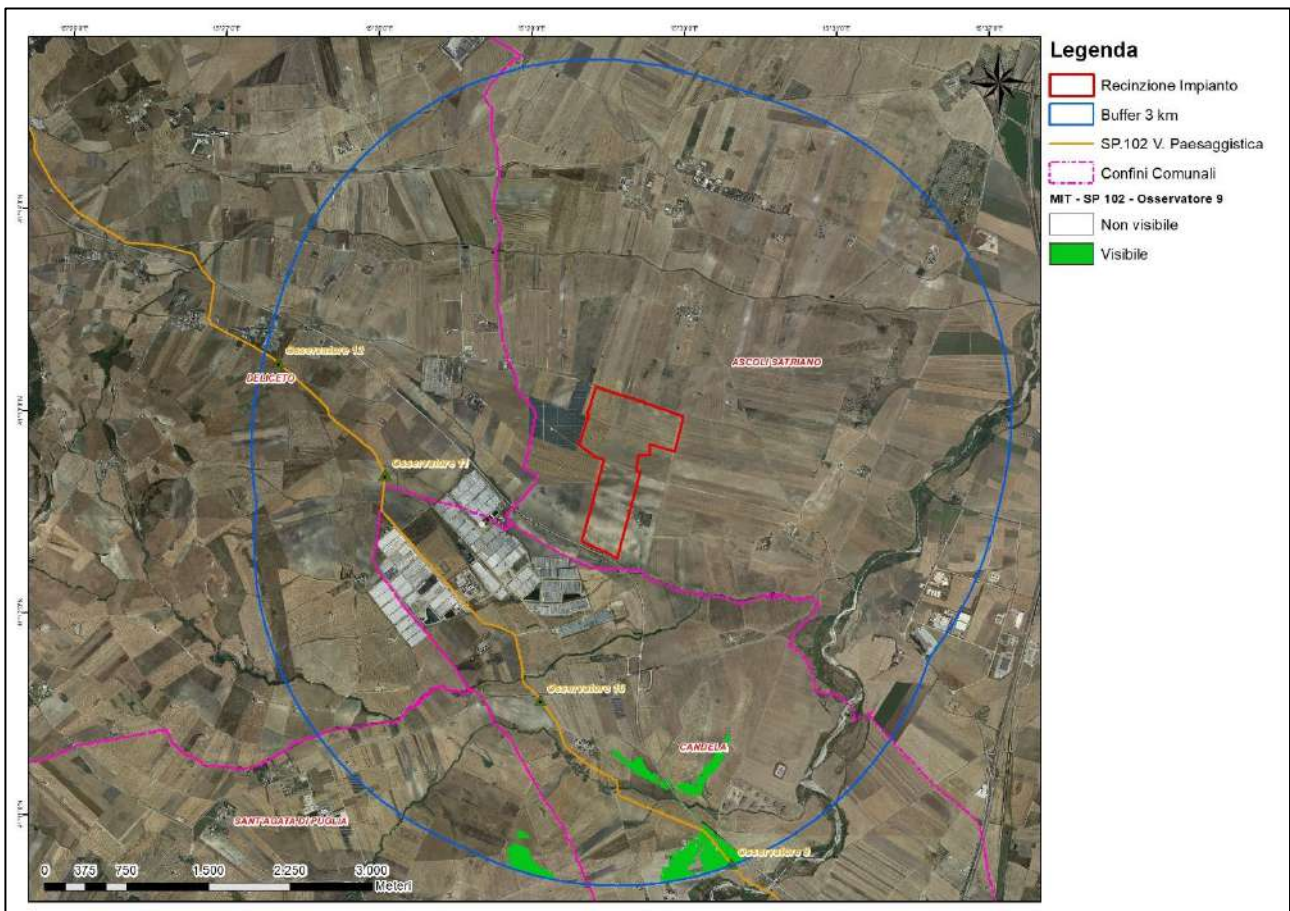 Legenda
Recinzione Impianto
Buffer 3 km
SP.102 V. Paesaggistica
Confini Comunali
MIT - SP 102 - Osservatore 9
Non visibile
Visibile
Osservatore 12
DELICETO
ASCOLI SATRIANO
Osservatore 11
Osservatore 10
CANDELA
SANT'AGATA DI PUGLIA
Osservatore 9
0 375 750 1.500 2.250 3.000
Meteri